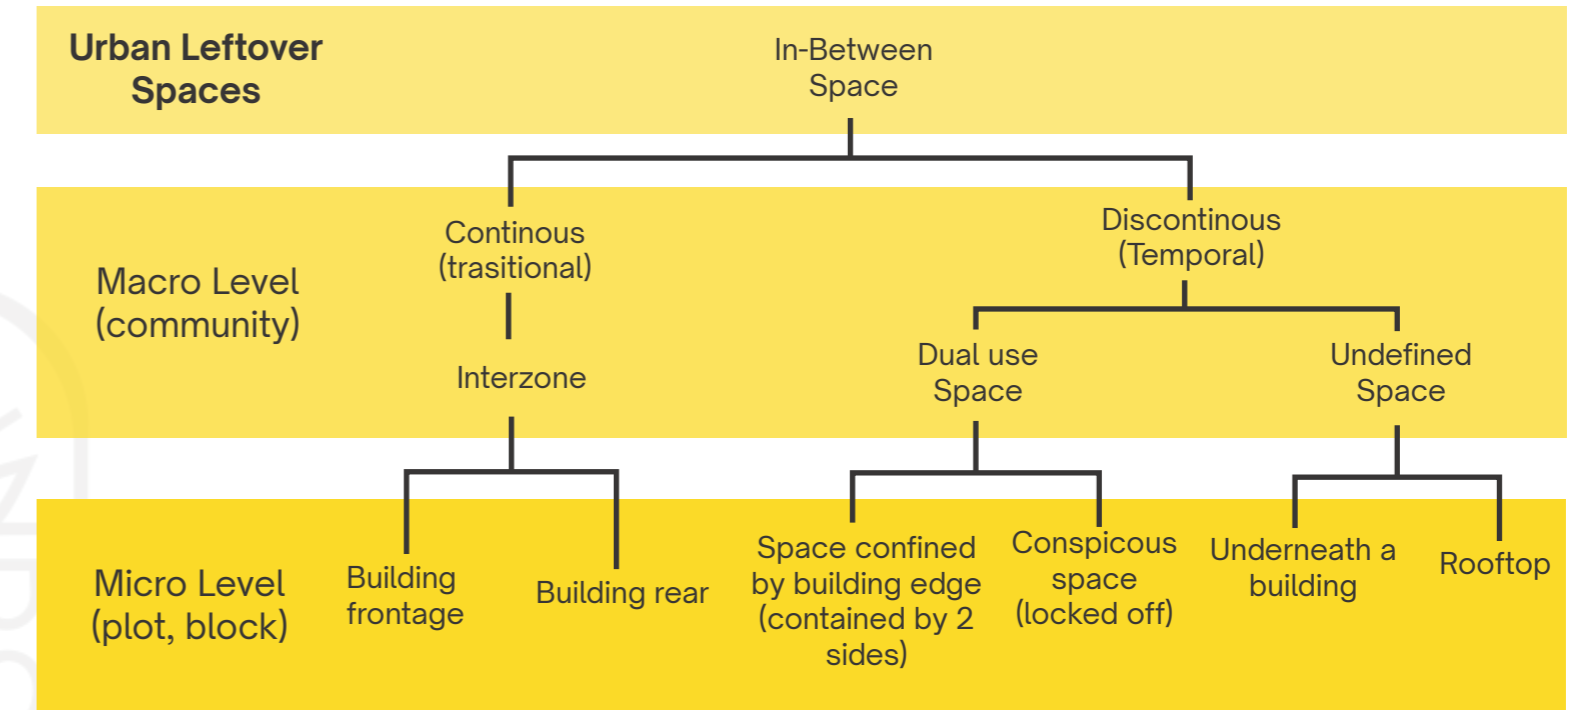 Urban Leftover
Spaces
In-Between
Space
Macro Level
(community)
Continous
(trasitional)
Interzone
Discontinous
(Temporal)
Dual use
Space
Undefined
Space
Micro Level
(plot, block)
Building
frontage
Building rear
Space confined
by building edge
(contained by 2
sides)
Conspicous
space
(locked off)
Underneath a
building
Rooftop